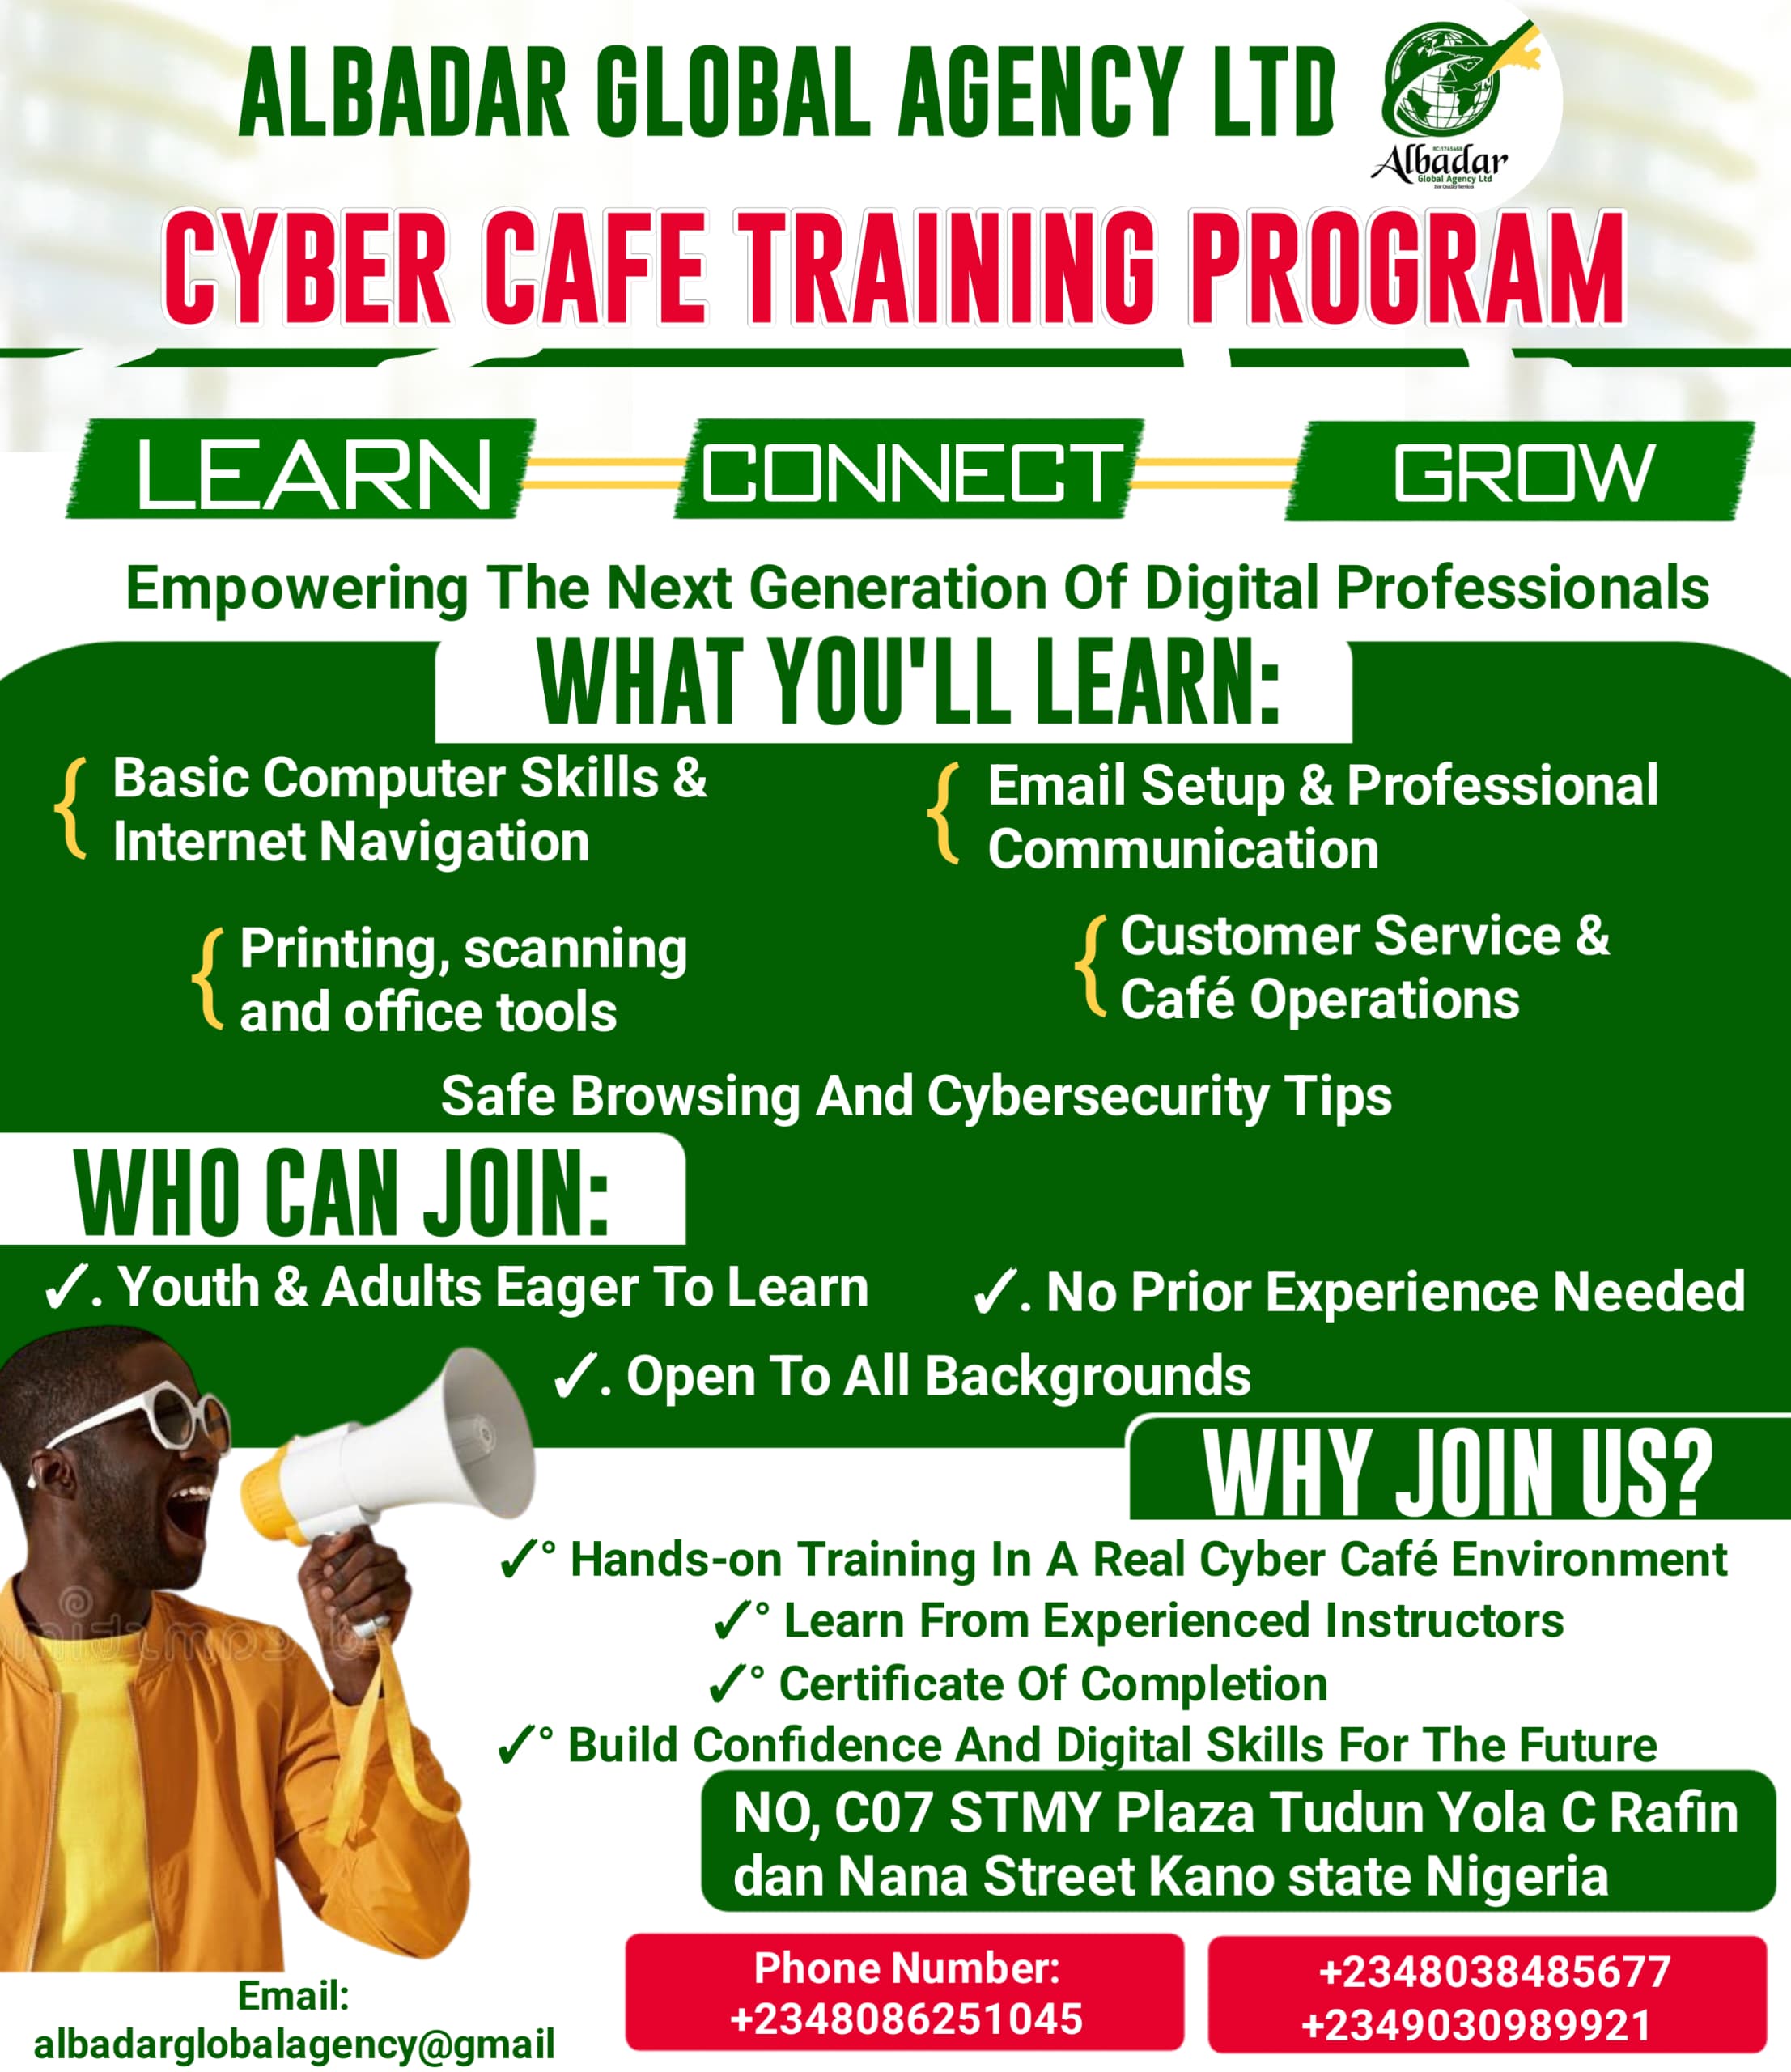 ALBADAR GLOBAL AGENCY LTD
RC:1745468
Albadar
Global Agency Ltd
For Quality Services
CYBER CAFE TRAINING PROGRAM
LEARN CONNECT GROW
Empowering The Next Generation Of Digital Professionals
WHAT YOU'LL LEARN:
{ Basic Computer Skills &
Internet Navigation
{ Email Setup & Professional
Communication
{ Printing, scanning
and office tools
{ Customer Service &
Café Operations
Safe Browsing And Cybersecurity Tips
WHO CAN JOIN:
✓. Youth & Adults Eager To Learn
✓. No Prior Experience Needed
✓. Open To All Backgrounds
WHY JOIN US?
✓° Hands-on Training In A Real Cyber Café Environment
✓° Learn From Experienced Instructors
✓° Certificate Of Completion
✓° Build Confidence And Digital Skills For The Future
NO, C07 STMY Plaza Tudun Yola C Rafin
dan Nana Street Kano state Nigeria
Email:
albadarglobalagency@gmail
Phone Number:
+2348086251045
+2348038485677
+2349030989921